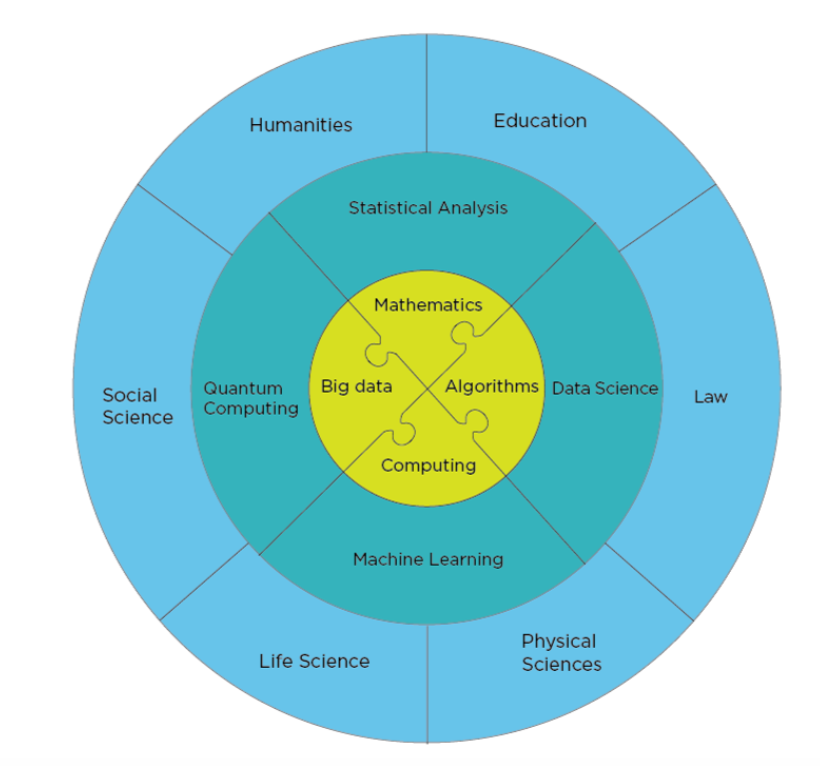 Humanities
Education
Statistical Analysis
Mathematics
Social
Science
Quantum
Computing
Big data
Algorithms
Data Science
Law
Computing
Machine Learning
Life Science
Physical
Sciences